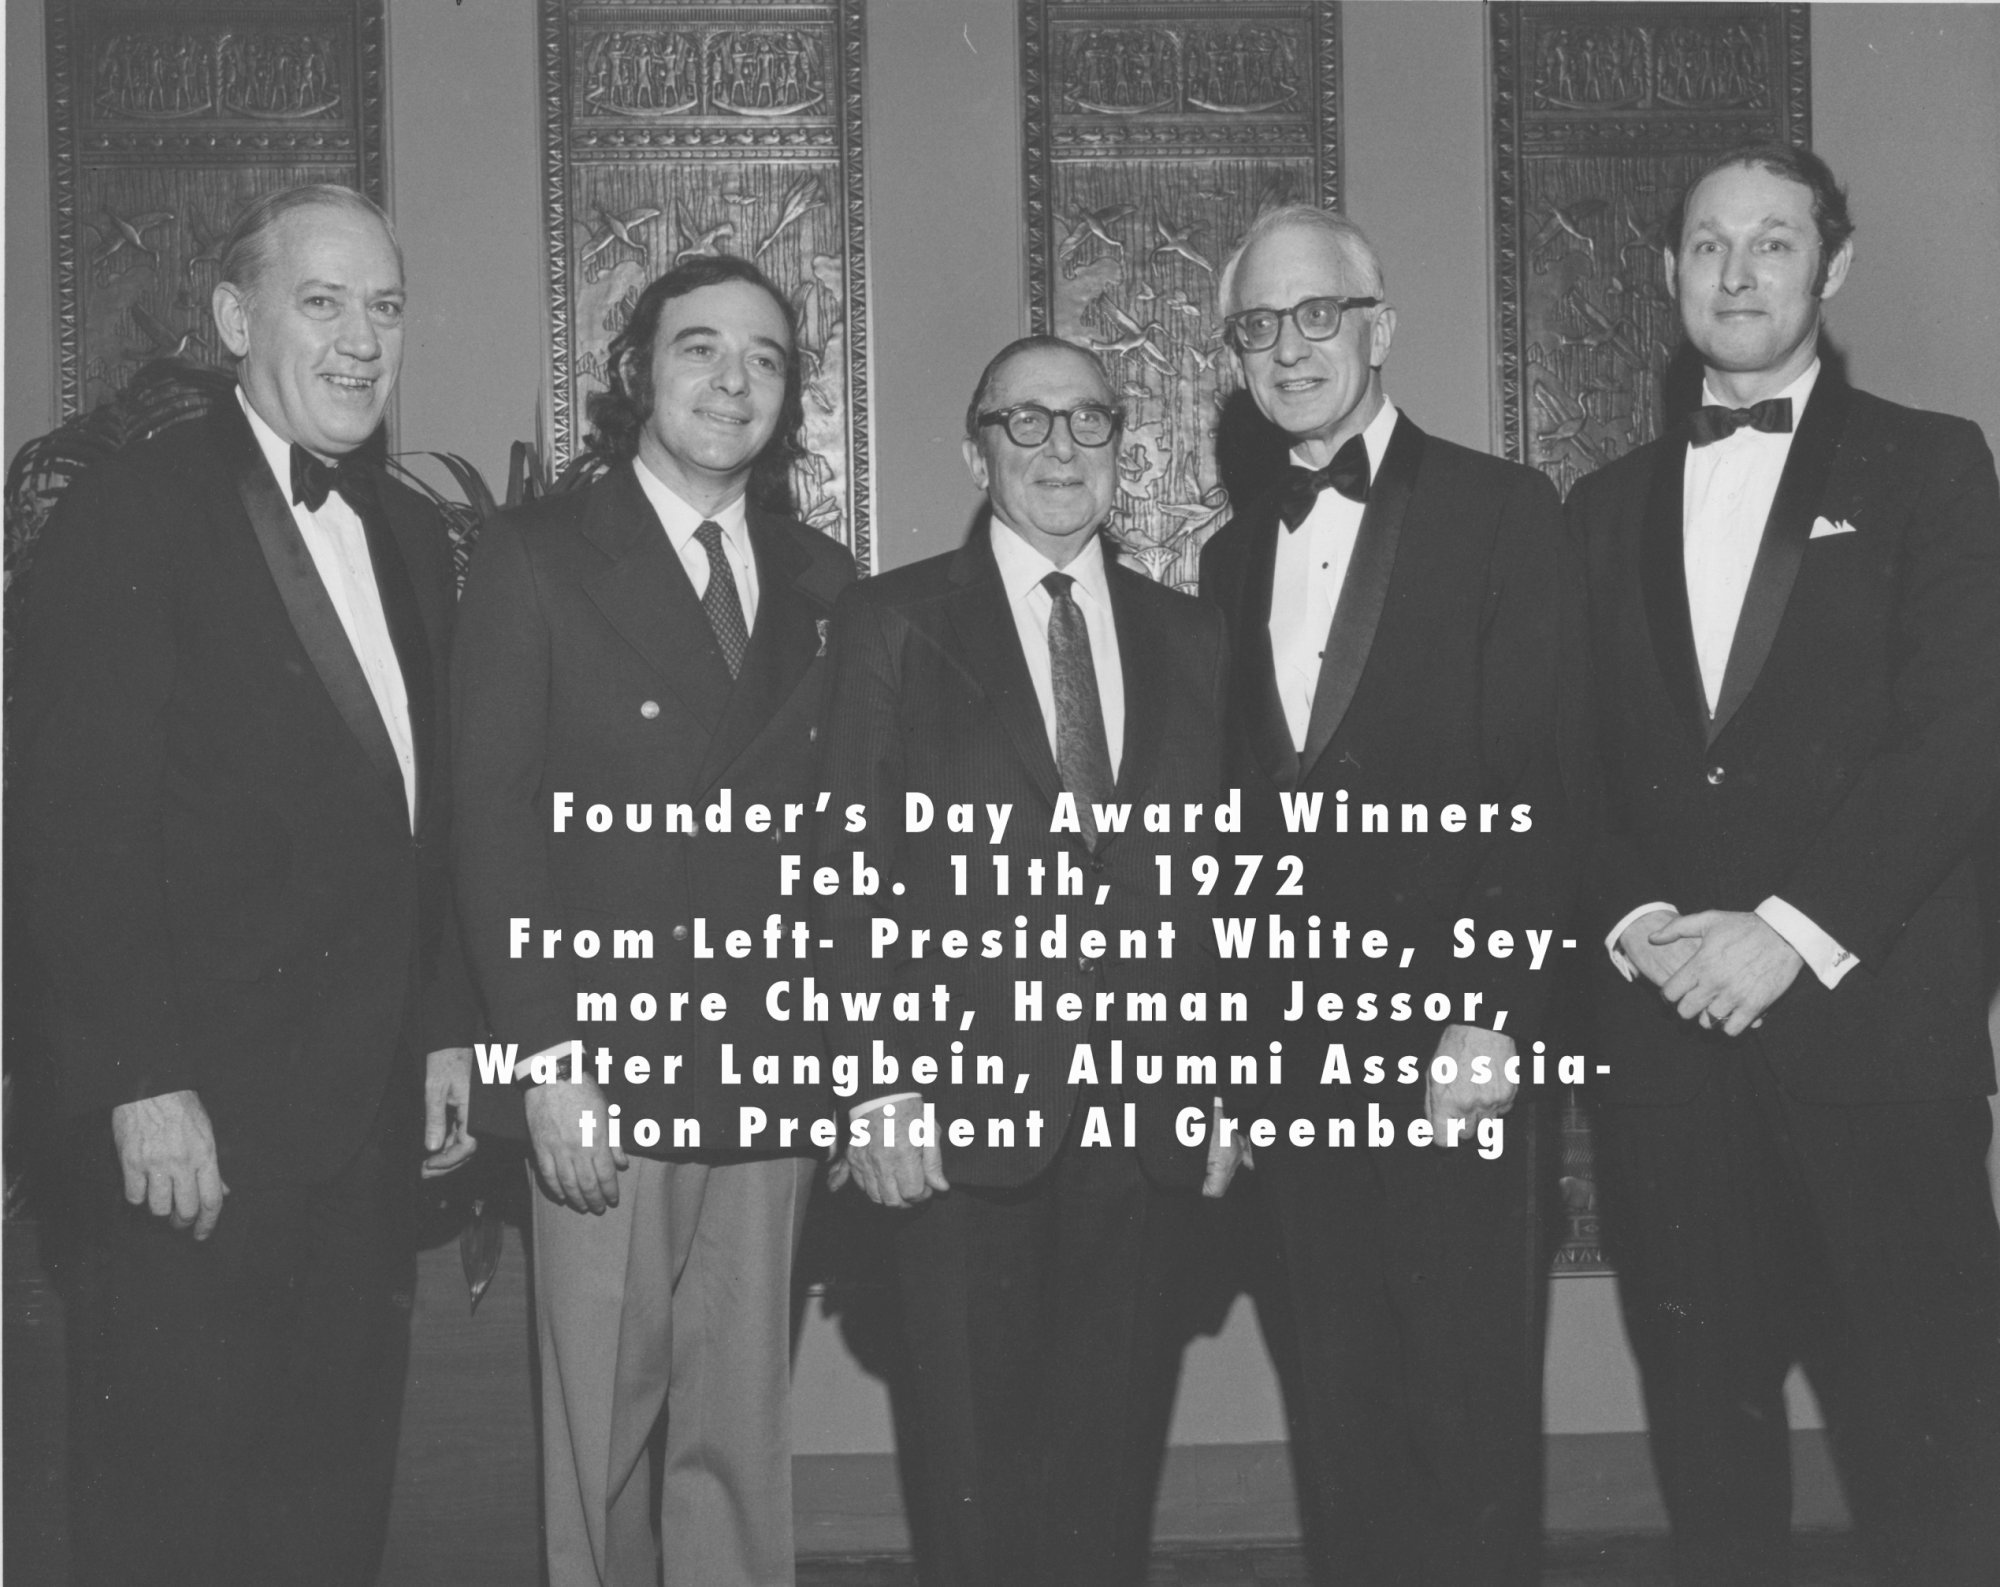 Founder’s Day Award Winners
Feb. 11th, 1972
From Left- President White, Sey-
more Chwat, Herman Jessor,
Walter Langbein, Alumni Assoscia-
tion President Al Greenberg